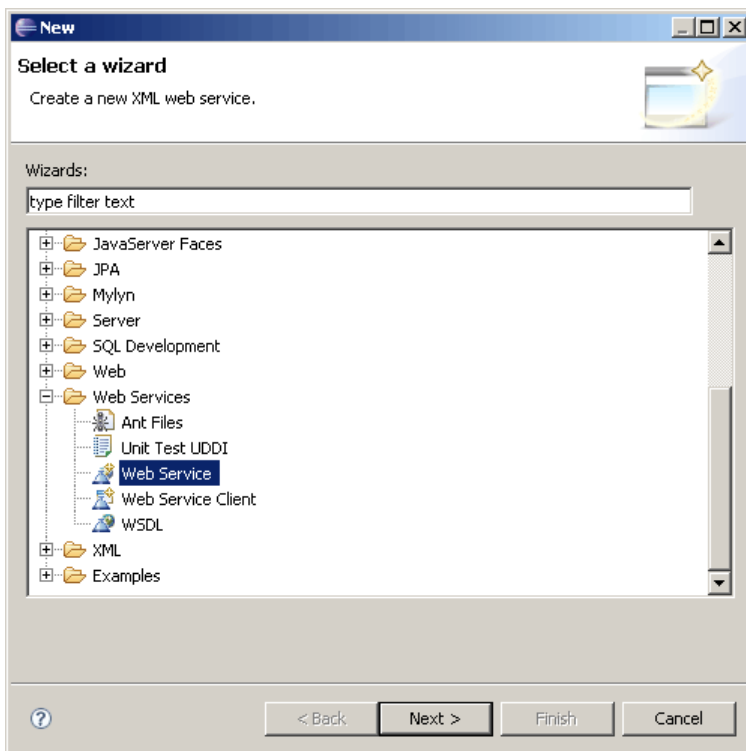 New
Select a wizard
Create a new XML web service.
Wizards:
type filter text
JavaServer Faces
JPA
Mylyn
Server
SQL Development
Web
Web Services
Ant Files
Unit Test UDDI
Web Service
Web Service Client
WSDL
XML
Examples
? < Back Next > Finish Cancel